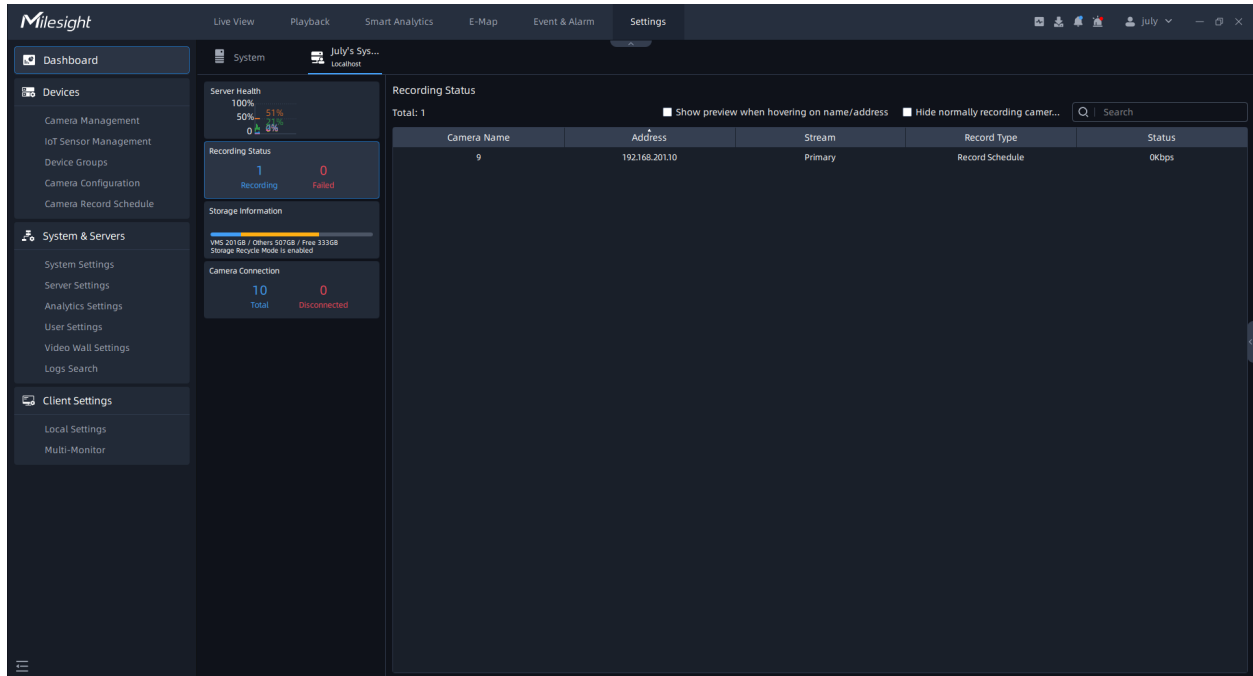 Milesight
Live View Playback Smart Analytics E-Map Event & Alarm Settings july
Dashboard
Devices
Camera Management
IoT Sensor Management
Device Groups
Camera Configuration
Camera Record Schedule
System & Servers
System Settings
Server Settings
Analytics Settings
User Settings
Video Wall Settings
Logs Search
Client Settings
Local Settings
Multi-Monitor
System
July's Sys...
Localhost
Server Health
100%
50% 51%
21%
0 0%
Recording Status
1 0
Recording Failed
Storage Information
VMS 201GB / Others 507GB / Free 333GB
Storage Recycle Mode is enabled
Camera Connection
10 0
Total Disconnected
Recording Status
Total: 1 Show preview when hovering on name/address Hide normally recording camer... Search
Camera Name Address Stream Record Type Status
9 192.168.201.10 Primary Record Schedule 0Kbps